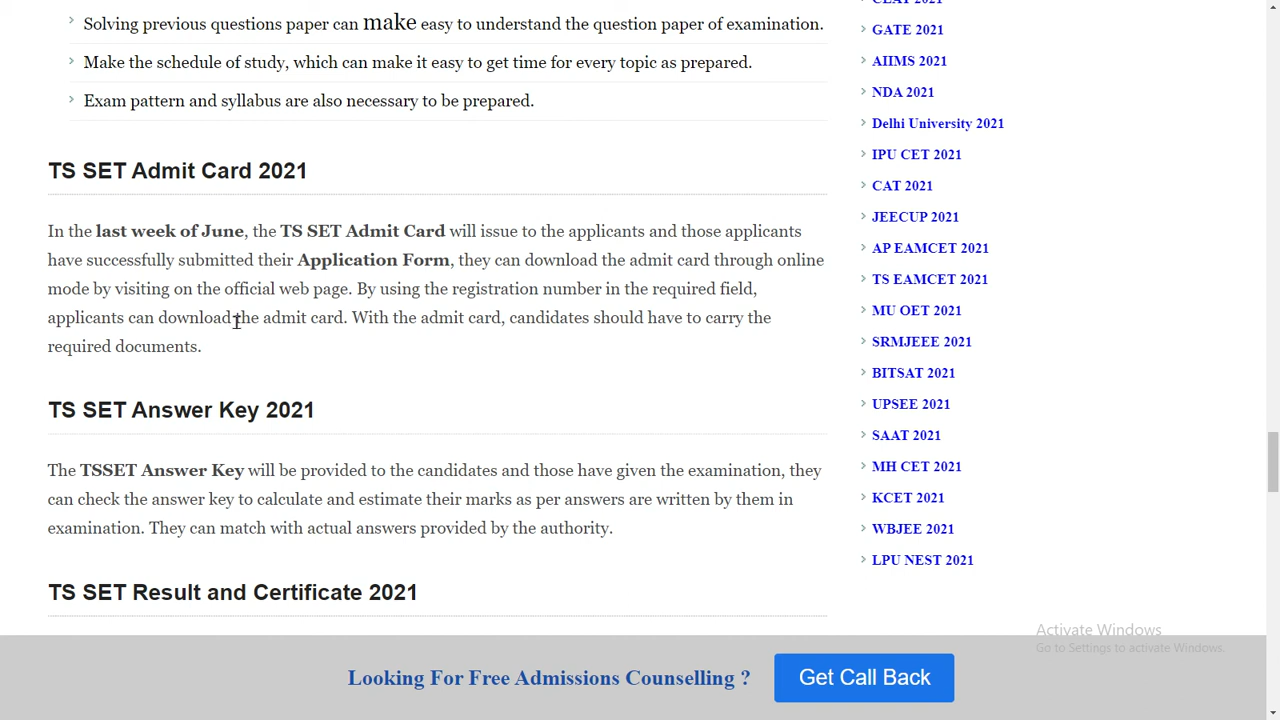 Solving previous questions paper can make easy to understand the question paper of examination.
Make the schedule of study, which can make it easy to get time for every topic as prepared.
Exam pattern and syllabus are also necessary to be prepared.
TS SET Admit Card 2021
In the last week of June, the TS SET Admit Card will issue to the applicants and those applicants
have successfully submitted their Application Form, they can download the admit card through online
mode by visiting on the official web page. By using the registration number in the required field,
applicants can download the admit card. With the admit card, candidates should have to carry the
required documents.
TS SET Answer Key 2021
The TSSET Answer Key will be provided to the candidates and those have given the examination, they
can check the answer key to calculate and estimate their marks as per answers are written by them in
examination. They can match with actual answers provided by the authority.
TS SET Result and Certificate 2021
CLAT 2021
GATE 2021
AIIMS 2021
NDA 2021
Delhi University 2021
IPU CET 2021
CAT 2021
JEECUP 2021
AP EAMCET 2021
TS EAMCET 2021
MU OET 2021
SRMJEEE 2021
BITSAT 2021
UPSEE 2021
SAAT 2021
MH CET 2021
KCET 2021
WBJEE 2021
LPU NEST 2021
Activate Windows
Go to Settings to activate Windows.
Looking For Free Admissions Counselling ?
Get Call Back